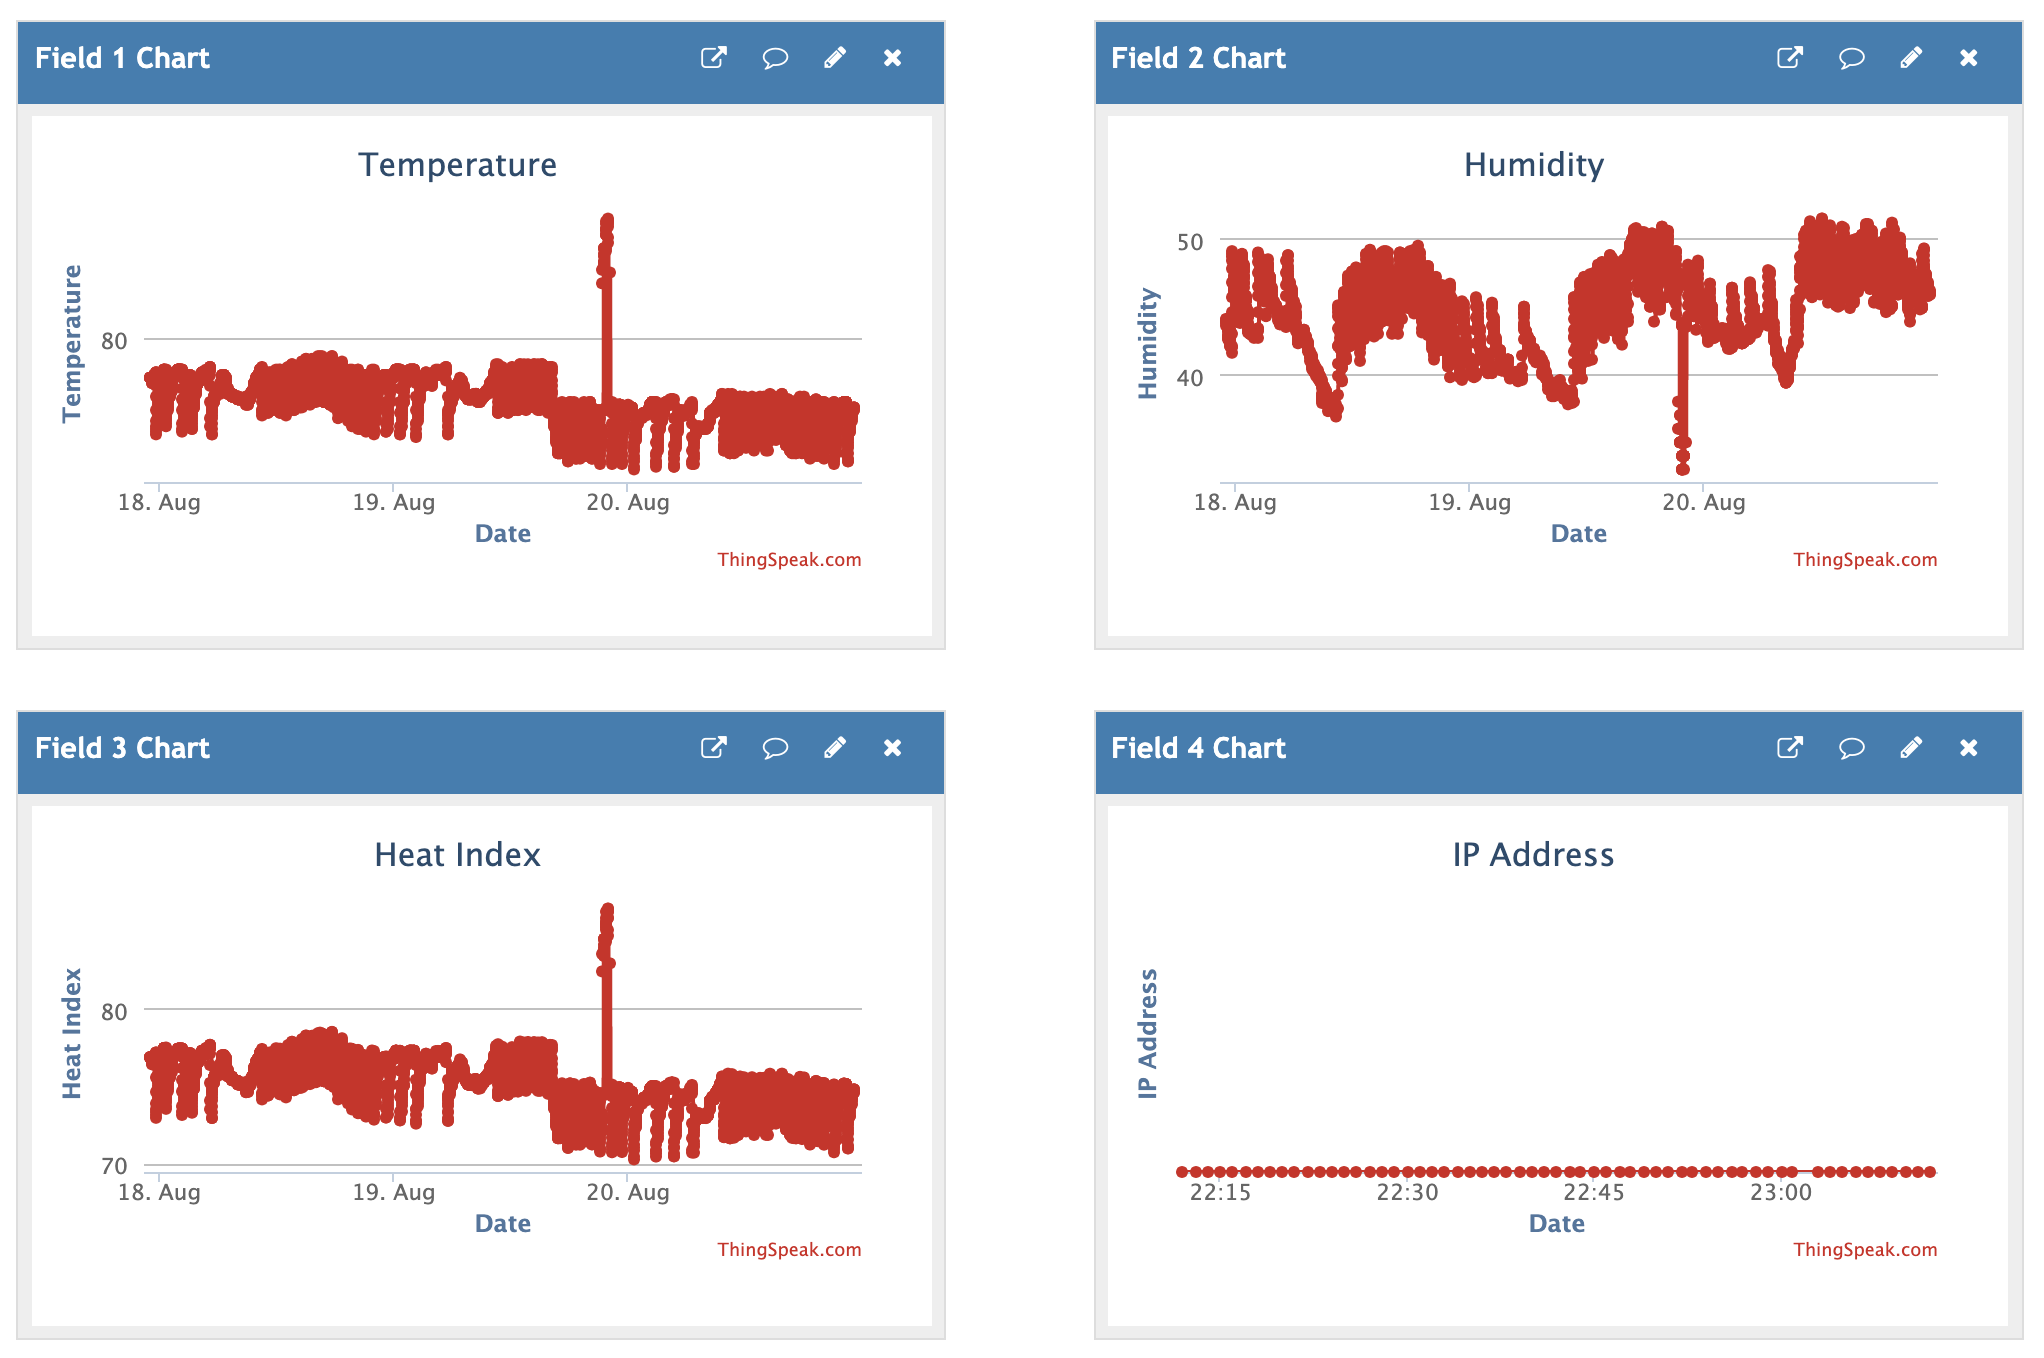 Field 1 Chart
Temperature
Temperature
80
18. Aug
19. Aug
20. Aug
Date
ThingSpeak.com
Field 2 Chart
Humidity
Humidity
50
40
18. Aug
19. Aug
20. Aug
Date
ThingSpeak.com
Field 3 Chart
Heat Index
Heat Index
80
70
18. Aug
19. Aug
20. Aug
Date
ThingSpeak.com
Field 4 Chart
IP Address
IP Address
22:15
22:30
22:45
23:00
Date
ThingSpeak.com